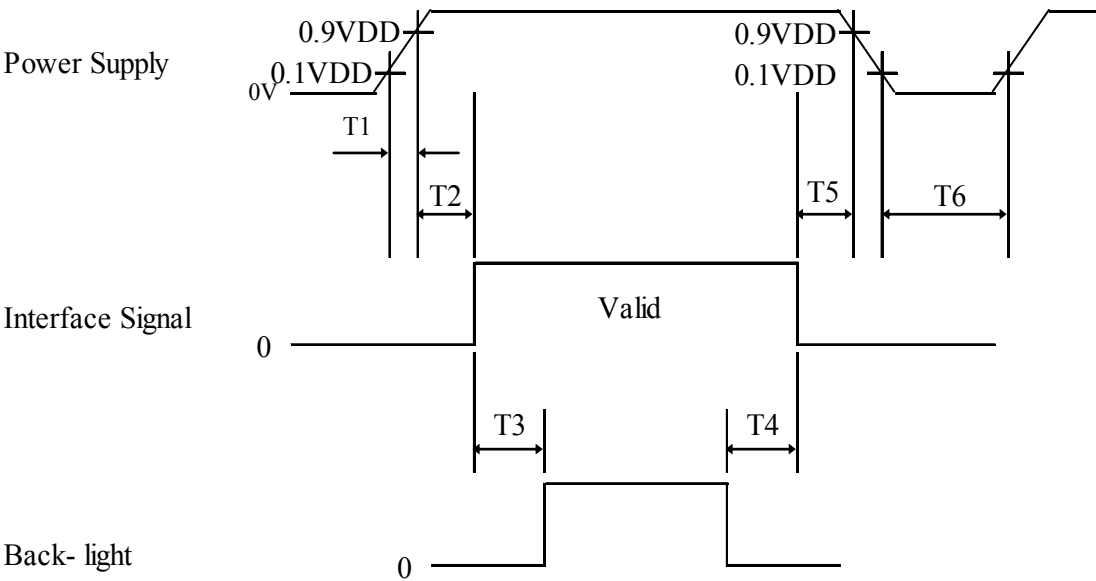 0.9VDD
0.9VDD
Power Supply
0.1VDD
0.1VDD
0V
T1
T2
T5
T6
Interface Signal
Valid
0
T3
T4
Back- light
0